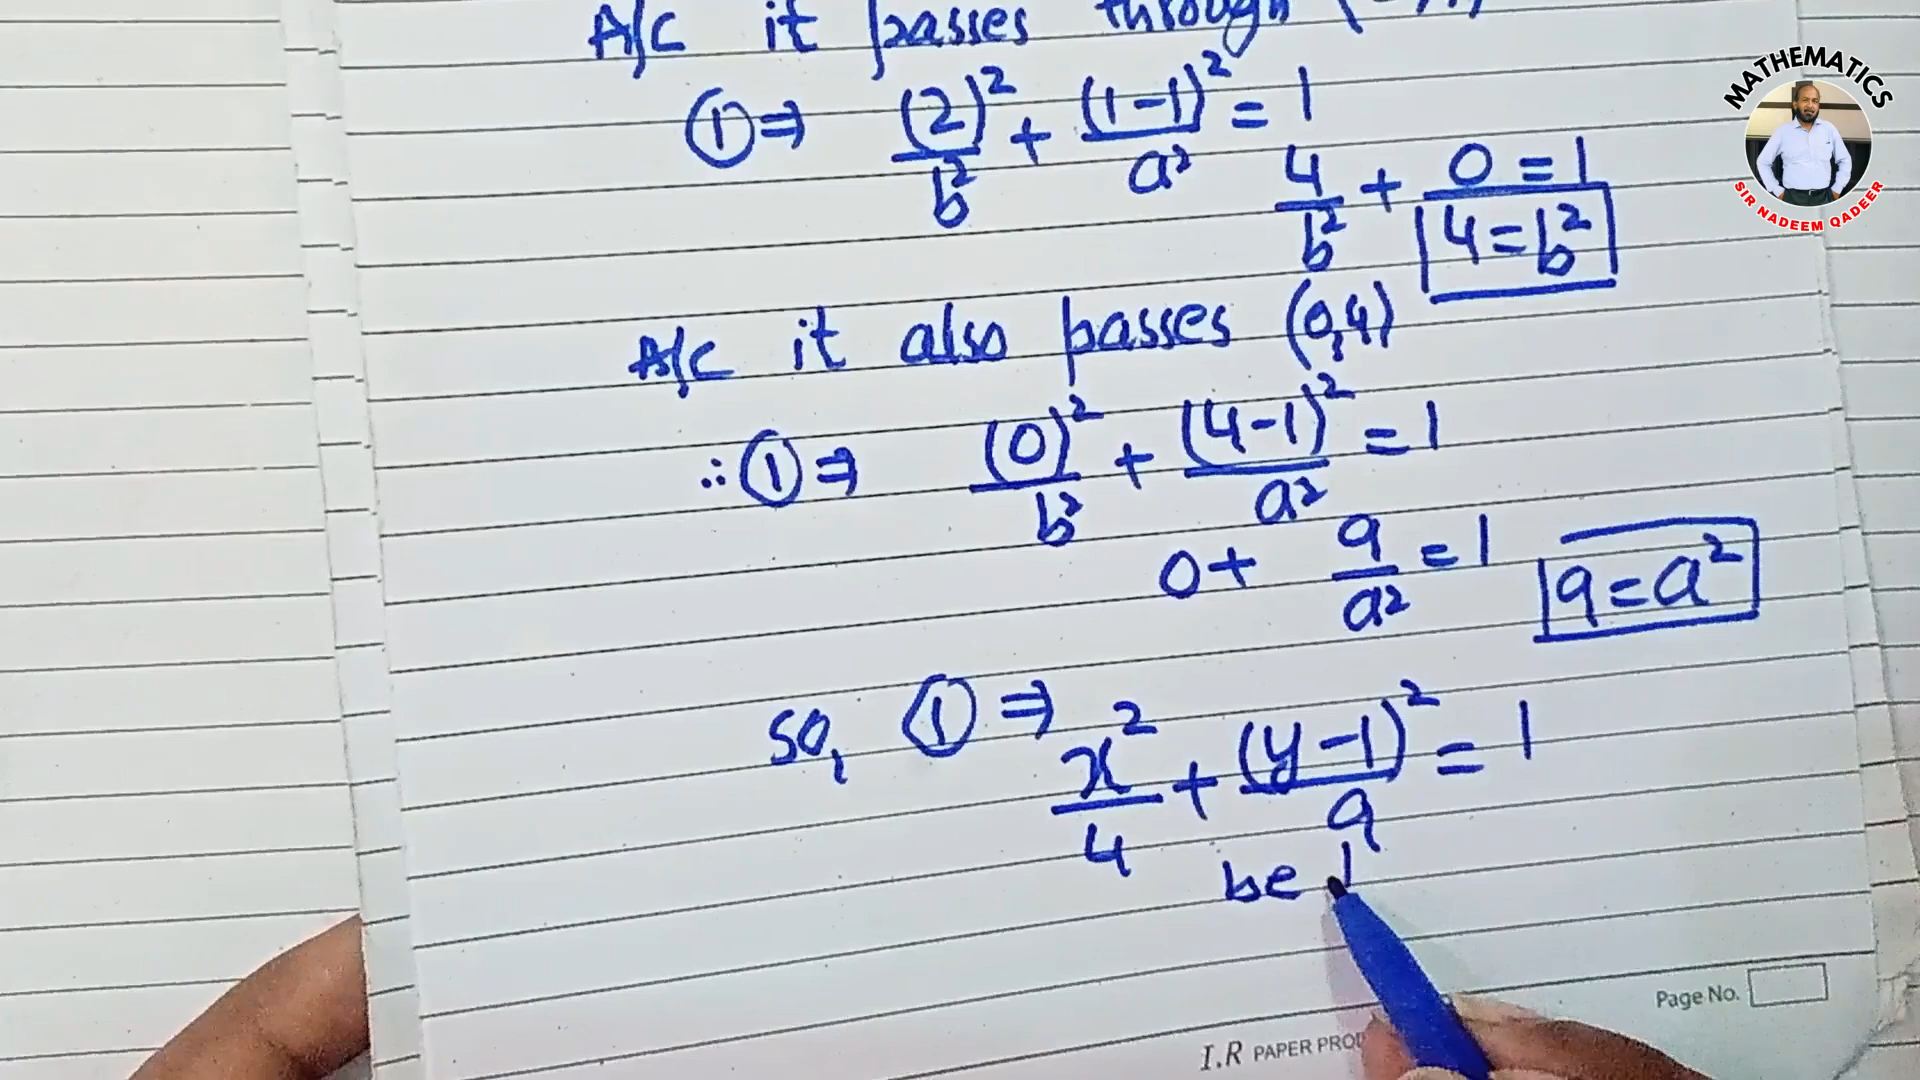 A/C it passes through
① ⇒ (2)²/b² + (1-1)²/a² = 1
4/b² + 0 = 1
4 = b²
A/C it also passes (0,4)
∴ ① ⇒ (0)²/b² + (4-1)²/a² = 1
0 + 9/a² = 1
9 = a²
So, ① ⇒ x²/4 + (y-1)²/9 = 1
be
Page No.
I.R PAPER PROD
MATHEMATICS
SIR NADEEM QADEER